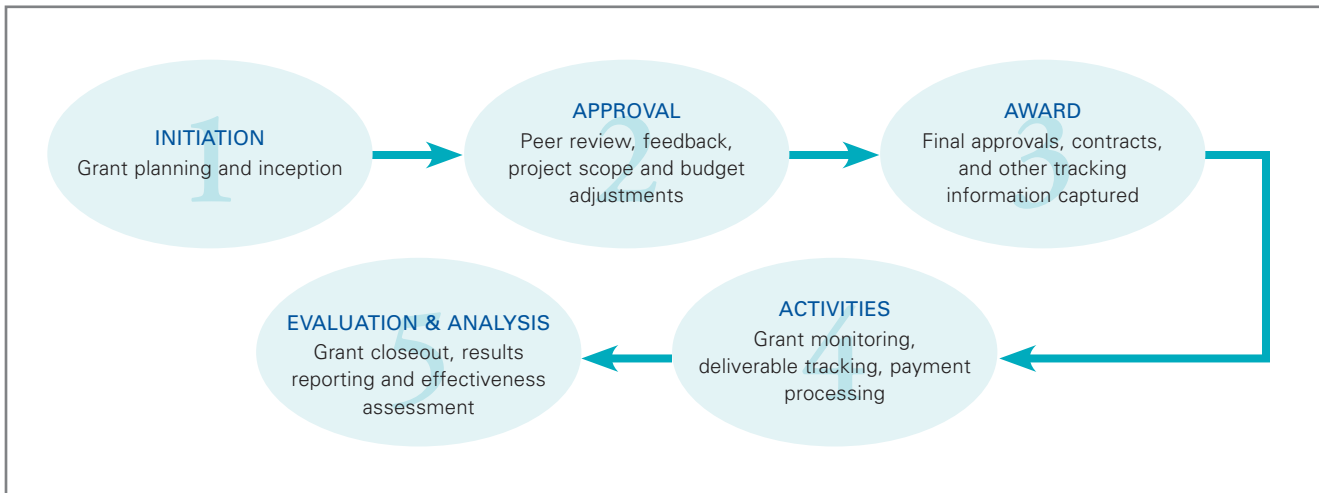 1
INITIATION
Grant planning and inception
2
APPROVAL
Peer review, feedback,
project scope and budget
adjustments
3
AWARD
Final approvals, contracts,
and other tracking
information captured
4
ACTIVITIES
Grant monitoring,
deliverable tracking, payment
processing
5
EVALUATION & ANALYSIS
Grant closeout, results
reporting and effectiveness
assessment